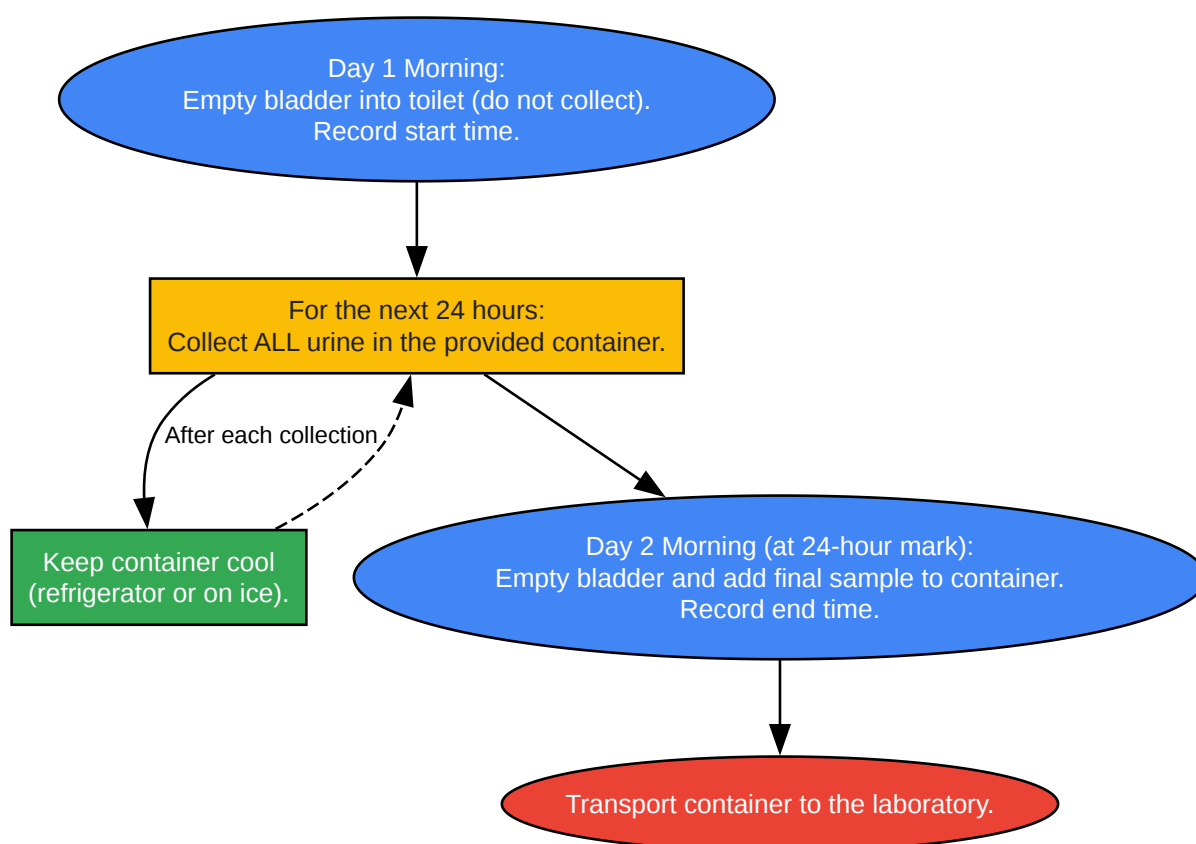 Day 1 Morning:
Empty bladder into toilet (do not collect).
Record start time.
For the next 24 hours:
Collect ALL urine in the provided container.
After each collection
Keep container cool
(refrigerator or on ice).
Day 2 Morning (at 24-hour mark):
Empty bladder and add final sample to container.
Record end time.
Transport container to the laboratory.